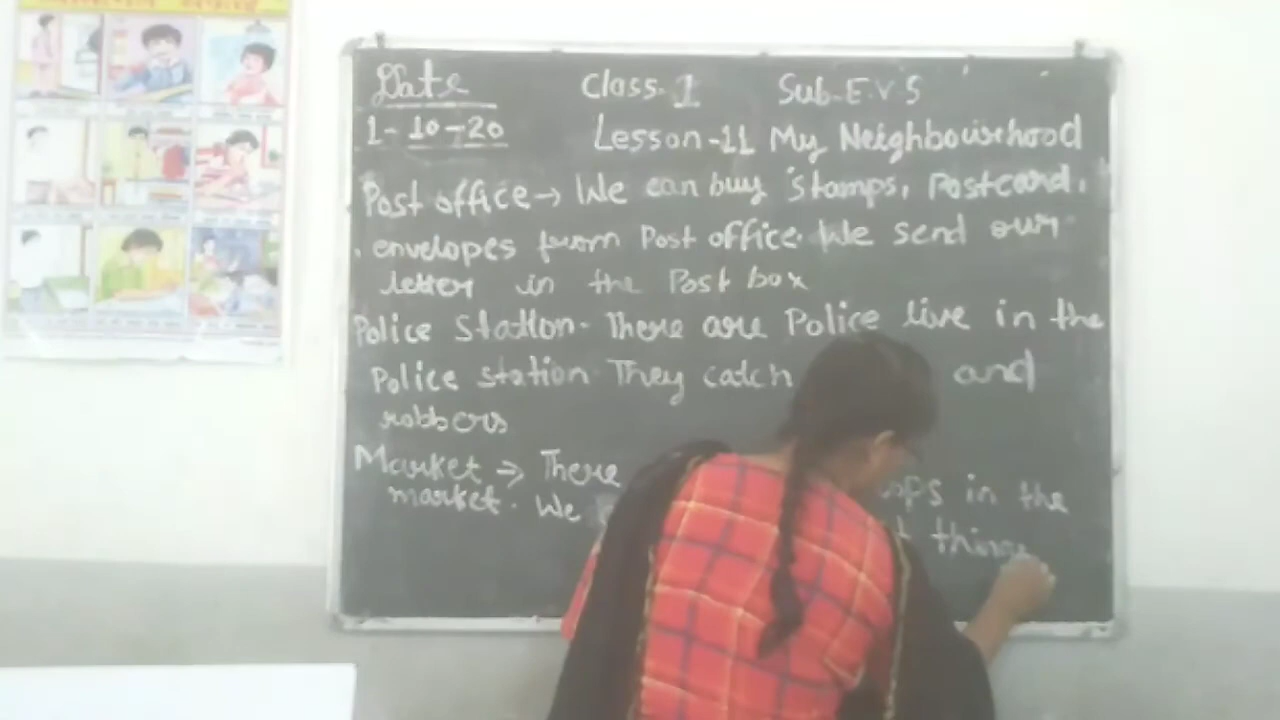 Date Class-1 Sub-E.V.S
1-10-20 Lesson-11 My Neighbourhood
Post office → We can buy stamps, Postcard,
envelopes from Post office. We send our
letter in the Post box
Police Station- There are Police live in the
Police station They catch and
robbers
Market → There in the
market. We things